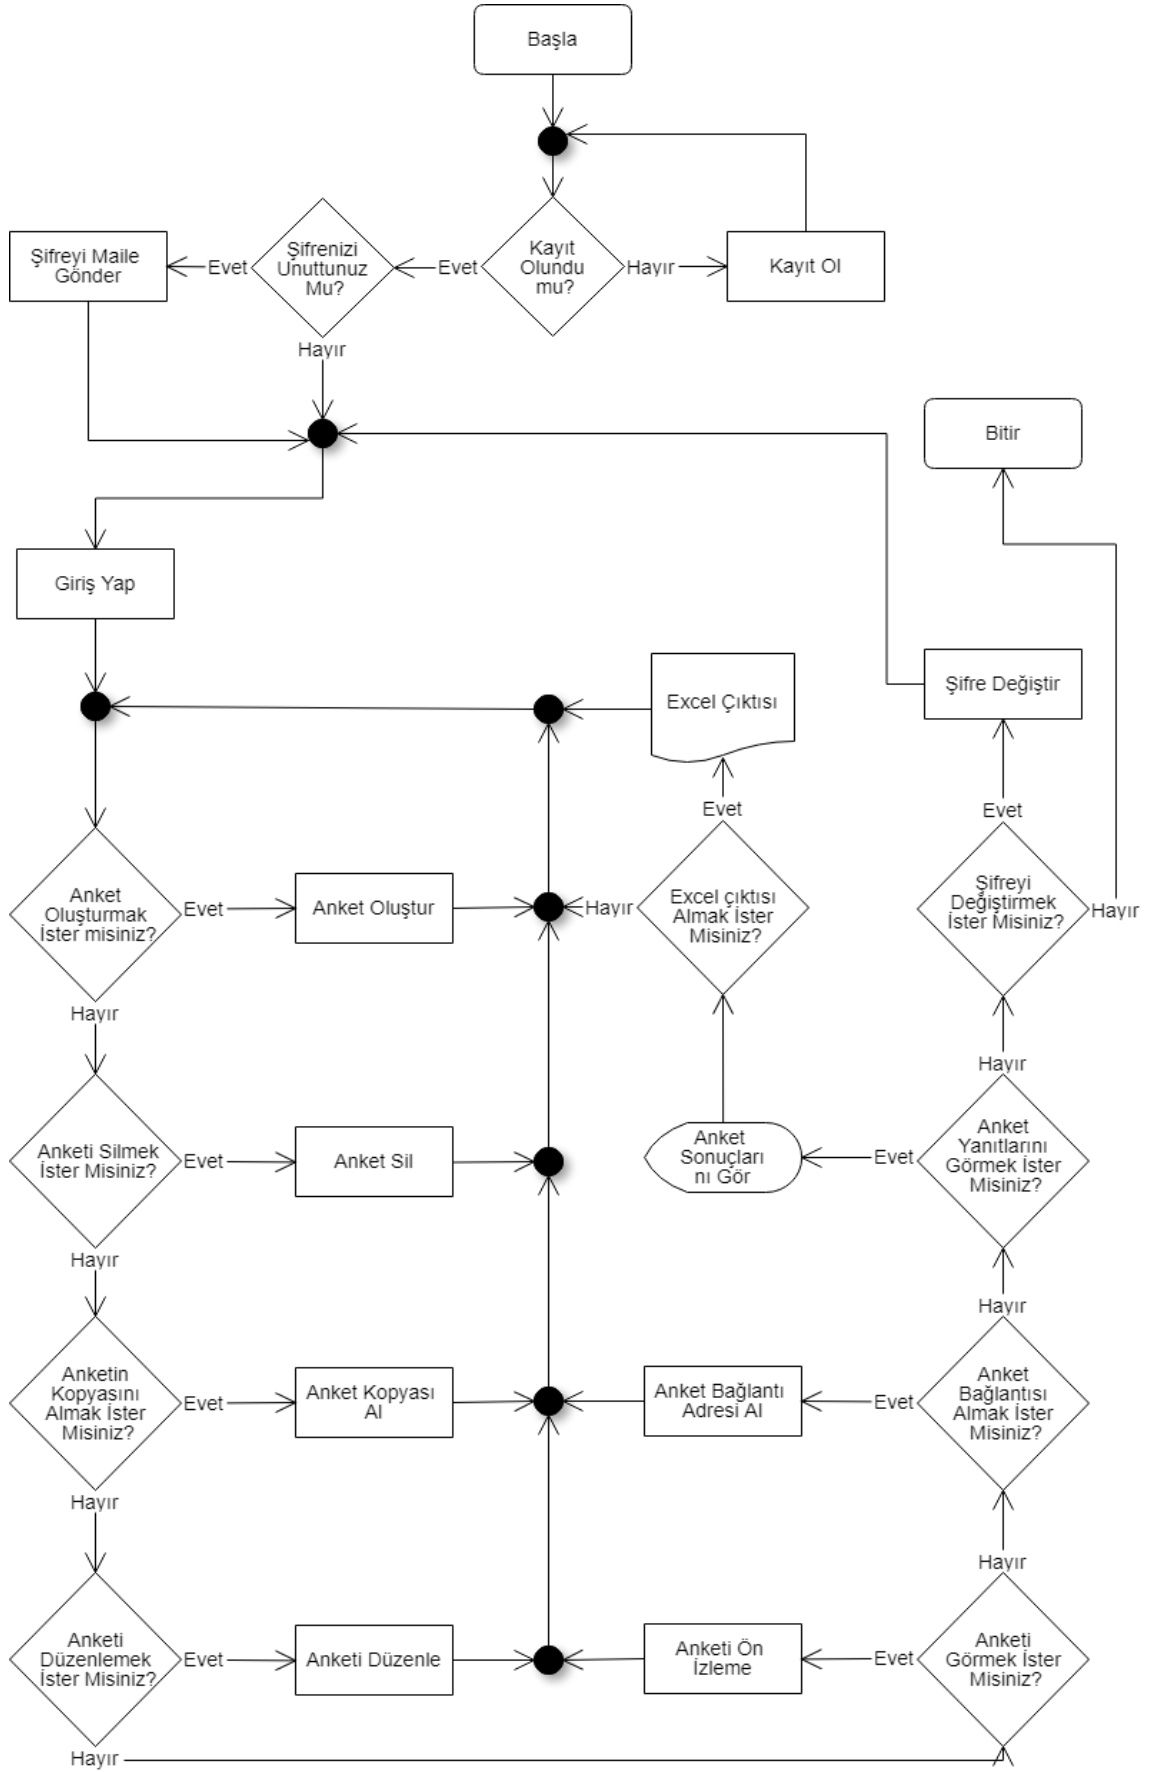 Başla
Şifreyi Maile
Gönder
Evet
Şifrenizi
Unuttunuz
Mu?
Evet
Kayıt
Olundu
mu?
Hayır
Kayıt Ol
Hayır
Bitir
Giriş Yap
Excel Çıktısı
Şifre Değiştir
Evet
Evet
Anket
Oluşturmak
İster misiniz?
Evet
Anket Oluştur
Hayır
Excel çıktısı
Almak İster
Misiniz?
Şifreyi
Değiştirmek
İster Misiniz?
Hayır
Hayır
Hayır
Anketi Silmek
İster Misiniz?
Evet
Anket Sil
Anket
Sonuçları
nı Gör
Evet
Anket
Yanıtlarını
Görmek İster
Misiniz?
Hayır
Hayır
Anketin
Kopyasını
Almak İster
Misiniz?
Evet
Anket Kopyası
Al
Anket Bağlantı
Adresi Al
Evet
Anket
Bağlantısı
Almak İster
Misiniz?
Hayır
Hayır
Anketi
Düzenlemek
İster Misiniz?
Evet
Anketi Düzenle
Anketi Ön
İzleme
Evet
Anketi
Görmek İster
Misiniz?
Hayır